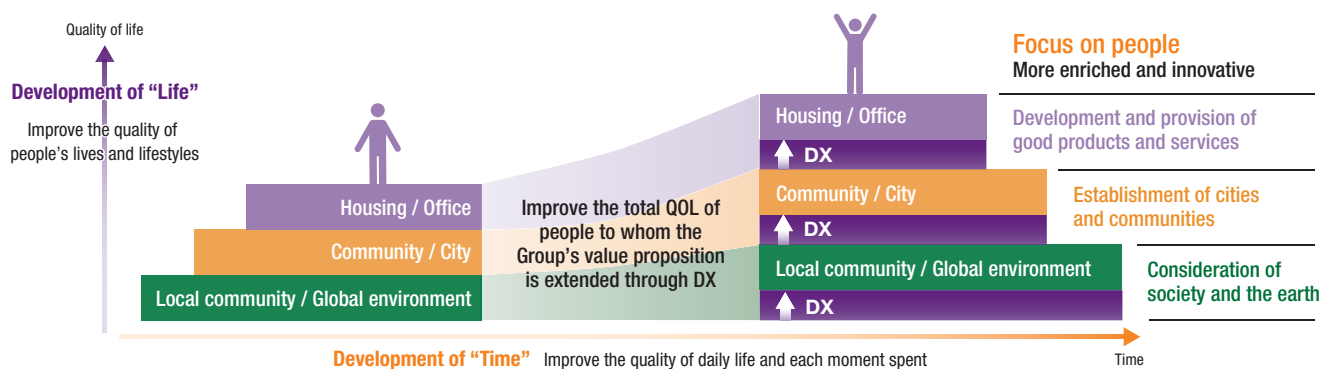 Quality of life
Development of “Life”
Improve the quality of
people’s lives and lifestyles
Housing / Office
Community / City
Local community / Global environment
Improve the total QOL of
people to whom the
Group’s value proposition
is extended through DX
Housing / Office
DX
Community / City
DX
Local community / Global environment
DX
Focus on people
More enriched and innovative
Development and provision of
good products and services
Establishment of cities
and communities
Consideration of
society and the earth
Development of “Time” Improve the quality of daily life and each moment spent
Time